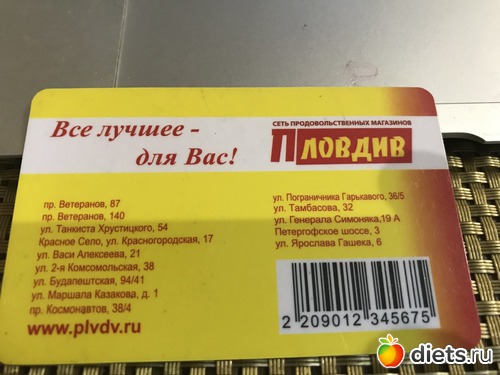 Все лучшее -
для Вас!
СЕТЬ ПРОДОВОЛЬСТВЕННЫХ МАГАЗИНОВ
ПЛОВДИВ
пр. Ветеранов, 87
пр. Ветеранов, 140
ул. Танкиста Хрустицкого, 54
Красное Село, ул. Красногородская, 17
ул. Васи Алексеева, 21
ул. 2-я Комсомольская, 38
ул. Будапештская, 94/41
ул. Маршала Казакова, д. 1
пр. Космонавтов, 38/4
www.plvdv.ru
ул. Пограничника Гарькавого, 36/5
ул. Тамбасова, 32
ул. Генерала Симоняка,19 А
Петергофское шоссе, 3
ул. Ярослава Гашека, 6
2 209012 345675
diets.ru